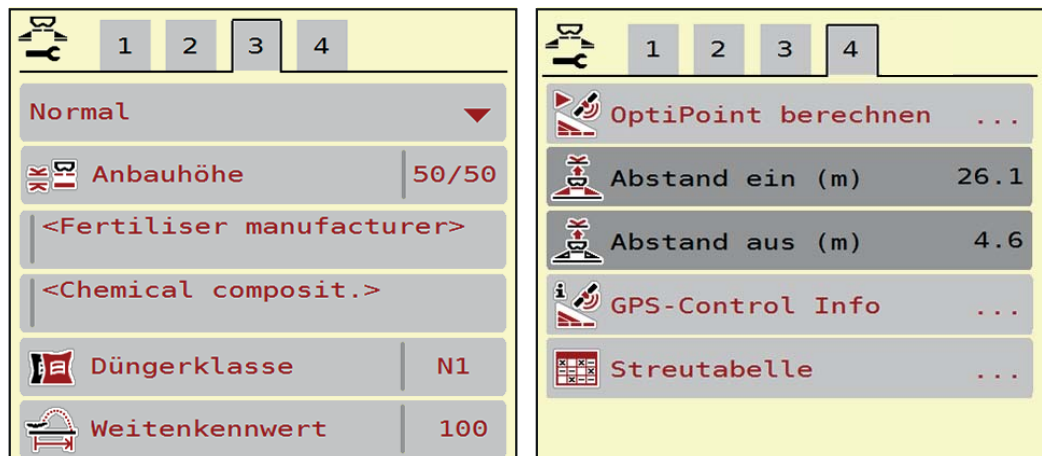 1 2 3 4
Normal
Anbauhöhe 50/50
<Fertiliser manufacturer>
<Chemical composit.>
Düngerklasse N1
Weitenkennwert 100
1 2 3 4
OptiPoint berechnen ...
Abstand ein (m) 26.1
Abstand aus (m) 4.6
GPS-Control Info ...
Streutabelle ...